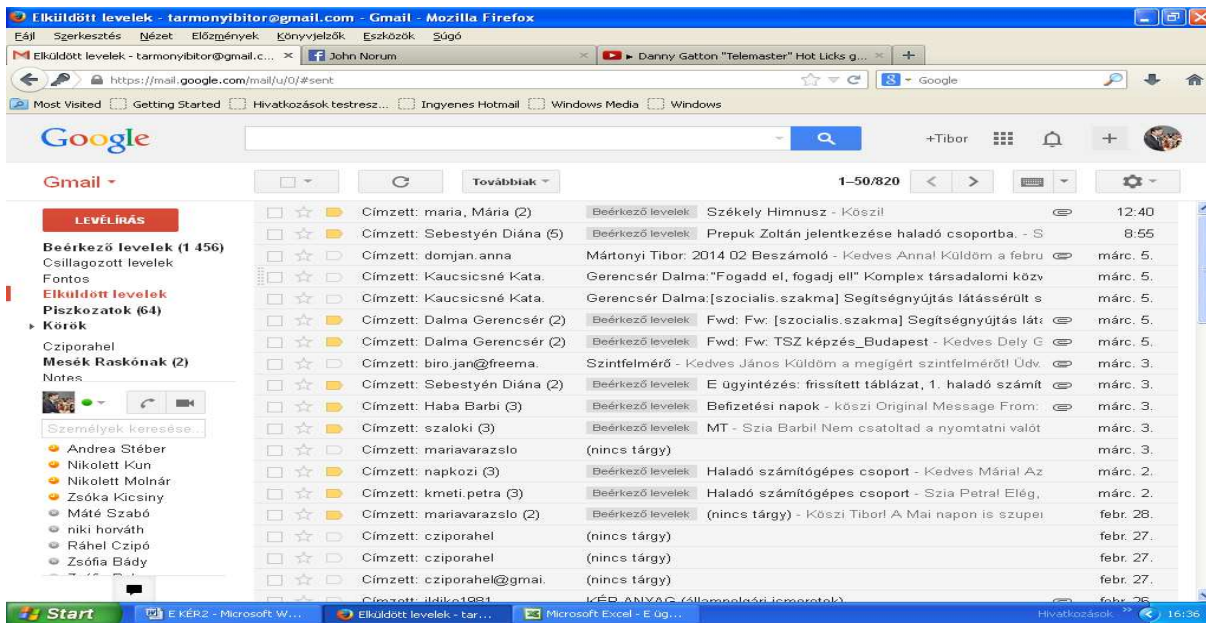 Elküldött levelek - tarmonyibitor@gmail.com - Gmail - Mozilla Firefox
Fájl Szerkesztés Nézet Előzmények Könyvjelzők Eszközök Súgó
Elküldött levelek - tarmonyibitor@gmail.c... × John Norum × ► Danny Gatton "Telemaster" Hot Licks g... × +
https://mail.google.com/mail/u/0/#sent Google
Most Visited Getting Started Hivatkozások testresz... Ingyenes Hotmail Windows Media Windows
Google +Tibor
Gmail Továbbiak 1–50/820
LEVÉLÍRÁS
Beérkező levelek (1 456)
Csillagozott levelek
Fontos
Elküldött levelek
Piszkozatok (64)
Körök
Cziporahel
Mesék Raskónak (2)
Notes
Személyek keresése...
Andrea Stéber
Nikolett Kun
Nikolett Molnár
Zsóka Kicsiny
Máté Szabó
niki horváth
Ráhel Czipó
Zsófia Bády
Címzett: maria, Mária (2) Beérkező levelek Székely Himnusz - Köszi! 12:40
Címzett: Sebestyén Diána (5) Beérkező levelek Prepuk Zoltán jelentkezése haladó csoportba. - S 8:55
Címzett: domjan.anna Mártonyi Tibor: 2014 02 Beszámoló - Kedves Anna! Küldöm a febru márc. 5.
Címzett: Kaucsicsné Kata. Gerencsér Dalma:"Fogadd el, fogadj el!" Komplex társadalomi közv márc. 5.
Címzett: Kaucsicsné Kata. Gerencsér Dalma:[szocialis.szakma] Segítségnyújtás látássérült s márc. 5.
Címzett: Dalma Gerencsér (2) Beérkező levelek Fwd: Fw: [szocialis.szakma] Segítségnyújtás láta márc. 5.
Címzett: Dalma Gerencsér (2) Beérkező levelek Fwd: Fw: TSZ képzés_Budapest - Kedves Dely G márc. 5.
Címzett: biro.jan@freema. Szintfelmérő - Kedves János Küldöm a megígért szintfelmérőt! Üdv. márc. 3.
Címzett: Sebestyén Diána (2) Beérkező levelek E ügyintézés: frissített táblázat, 1. haladó számít márc. 3.
Címzett: Haba Barbi (3) Beérkező levelek Befizetési napok - köszi Original Message From: márc. 3.
Címzett: szaloki (3) Beérkező levelek MT - Szia Barbi! Nem csatoltad a nyomtatni valót márc. 3.
Címzett: mariavarazslo (nincs tárgy) márc. 3.
Címzett: napkozi (3) Beérkező levelek Haladó számítógépes csoport - Kedves Mária! Az márc. 2.
Címzett: kmeti.petra (3) Beérkező levelek Haladó számítógépes csoport - Szia Petra! Elég, márc. 2.
Címzett: mariavarazslo (2) Beérkező levelek (nincs tárgy) - Köszi Tibor! A Mai napon is szuper febr. 28.
Címzett: cziporahel (nincs tárgy) febr. 27.
Címzett: cziporahel (nincs tárgy) febr. 27.
Címzett: cziporahel@gmai. (nincs tárgy) febr. 27.
Címzett: ildiko1981 KÉR ANYAG (állampolgári ismeretek) febr. 26.
Start E KÉR2 - Microsoft W... Elküldött levelek - tar... Microsoft Excel - E üg... Hivatkozások 16:36